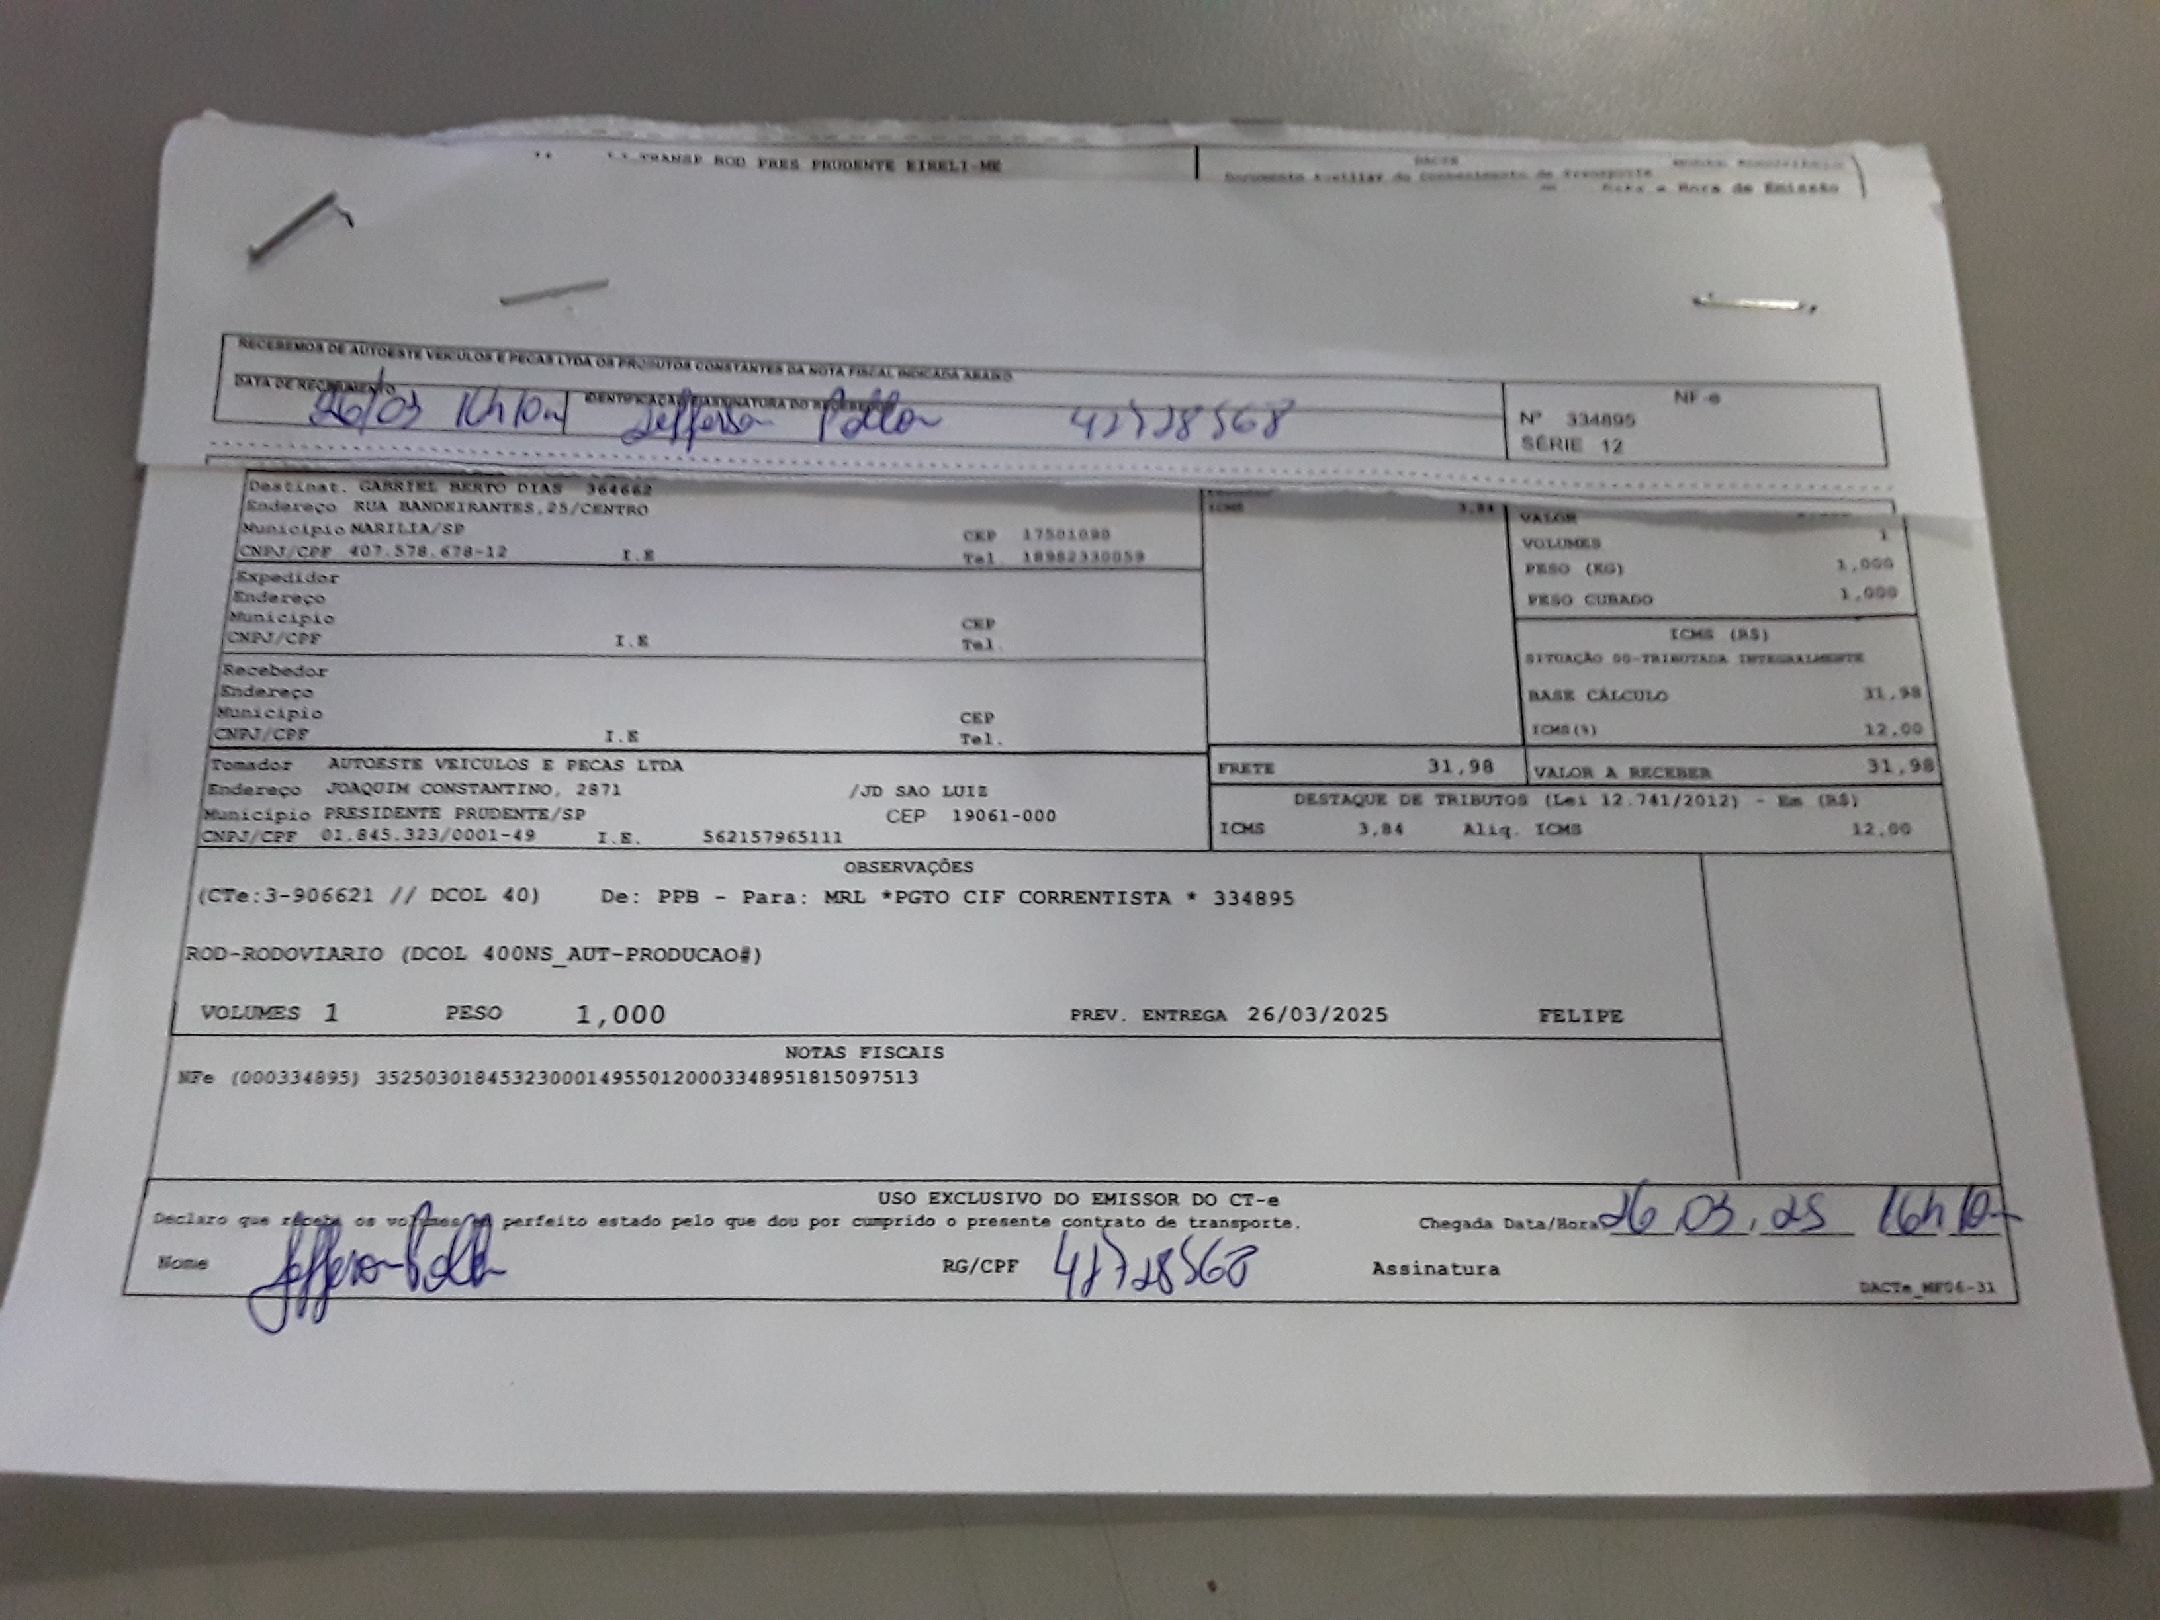 TRANSP ROD PRES PRUDENTE EIRELI-ME
DACTE
Documento Auxiliar do Conhecimento de Transporte
Data e Hora de Emissão
RECEBEMOS DE AUTOESTE VEICULOS E PECAS LTDA OS PRODUTOS CONSTANTES DA NOTA FISCAL INDICADA ABAIXO
DATA DE RECEBIMENTO
IDENTIFICAÇÃO E ASSINATURA DO RECEBEDOR
26/03 16h10m Jefferson 42728568
NF-e
Nº 334895
SÉRIE 12
Destinat. GABRIEL BERTO DIAS 364662
Endereço RUA BANDEIRANTES,25/CENTRO
Município MARILIA/SP CEP 17501090
CNPJ/CPF 407.578.678-12 I.E Tel. 18982330059
Expedidor
Endereço
Município CEP
CNPJ/CPF I.E Tel.
Recebedor
Endereço
Município CEP
CNPJ/CPF I.E Tel.
Tomador AUTOESTE VEICULOS E PECAS LTDA
Endereço JOAQUIM CONSTANTINO, 2871 /JD SAO LUIZ
Município PRESIDENTE PRUDENTE/SP CEP 19061-000
CNPJ/CPF 01.845.323/0001-49 I.E. 562157965111
ICMS 3,84
VALOR
VOLUMES 1
PESO (KG) 1,000
PESO CUBADO 1,000
ICMS (R$)
SITUAÇÃO 00-TRIBUTADA INTEGRALMENTE
BASE CÁLCULO 31,98
ICMS(%) 12,00
FRETE 31,98 VALOR A RECEBER 31,98
DESTAQUE DE TRIBUTOS (Lei 12.741/2012) - Em (R$)
ICMS 3,84 Aliq. ICMS 12,00
OBSERVAÇÕES
(CTe:3-906621 // DCOL 40) De: PPB - Para: MRL *PGTO CIF CORRENTISTA * 334895
ROD-RODOVIARIO (DCOL 400NS_AUT-PRODUCAO#)
VOLUMES 1 PESO 1,000 PREV. ENTREGA 26/03/2025 FELIPE
NOTAS FISCAIS
NFe (000334895) 35250301845323000149550120003348951815097513
USO EXCLUSIVO DO EMISSOR DO CT-e
Declaro que recebi os volumes em perfeito estado pelo que dou por cumprido o presente contrato de transporte. Chegada Data/Hora 26.03.25 16h10m
Nome Jefferson RG/CPF 42728568 Assinatura
DACTe_MF06-31